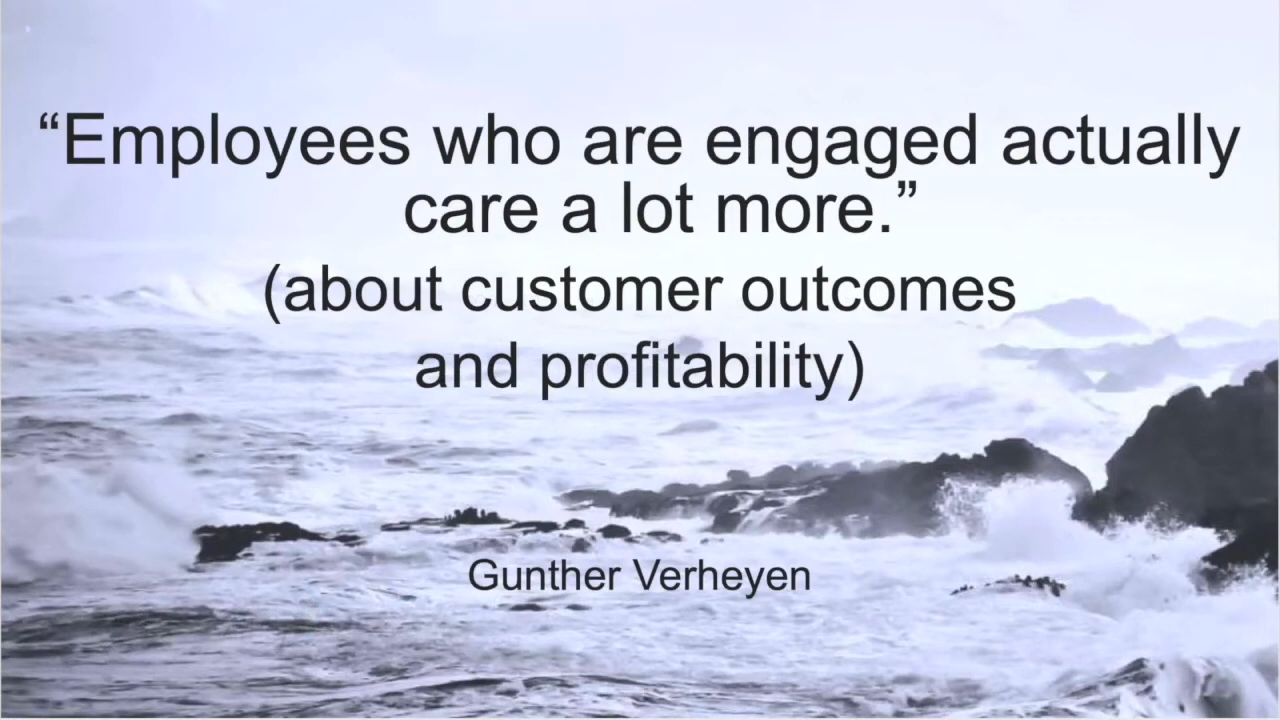 “Employees who are engaged actually
care a lot more.”
(about customer outcomes
and profitability)
Gunther Verheyen